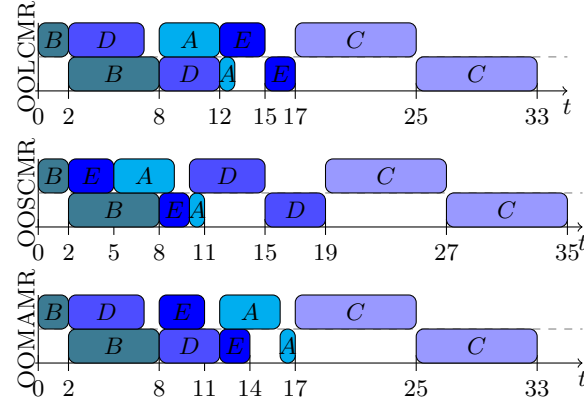 OOLCMR
B D A E C
B D A E C
0 2 8 12 15 17 25 33 t
OOSCMR
B E A D C
B E A D C
0 2 5 8 11 15 19 27 35 t
OOMAMR
B D E A C
B D E A C
0 2 8 11 14 17 25 33 t